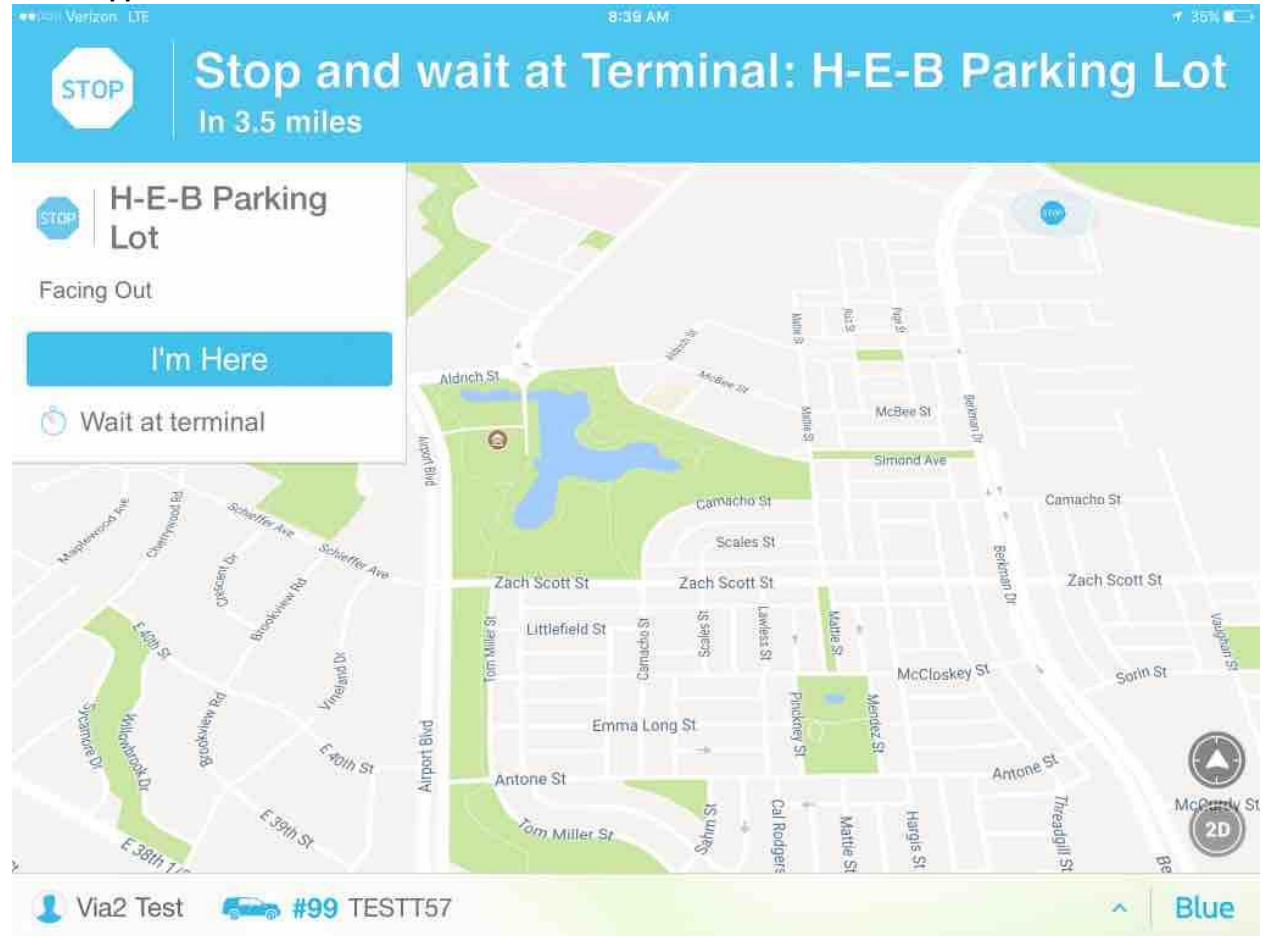 Verizon LTE
8:39 AM
35%
STOP
Stop and wait at Terminal: H-E-B Parking Lot
In 3.5 miles
STOP
H-E-B Parking
Lot
Facing Out
I'm Here
Wait at terminal
STOP
Aldrich St
Aldrich St
McBee St
Mattie St
Page St
McBee St
Mattie St
Berkman Dr
Simond Ave
Airport Blvd
Camacho St
Camacho St
Scales St
Maplewood Ave
Cherrywood Rd
Schieffer Ave
Schieffer Ave
Crescent Dr
Brookview Rd
Zach Scott St
Zach Scott St
Berkman Dr
Zach Scott St
Tom Miller St
Littlefield St
Camacho St
Scales St
Lawless St
Mattie St
Vaughan St
E 40th St
Vineland Dr
McCloskey St
Sorin St
Sycamore Dr
Willowbrook Dr
Brookview Rd
E 40th St
Airport Blvd
Emma Long St
Pinckney St
Mendez St
Antone St
Antone St
McCurdy St
E 39th St
Tom Miller St
Sahm St
Cal Rodgers
Mattie St
Hargis St
Threadgill St
2D
E 38th 1/
Be
Via2 Test
#99 TESTT57
Blue